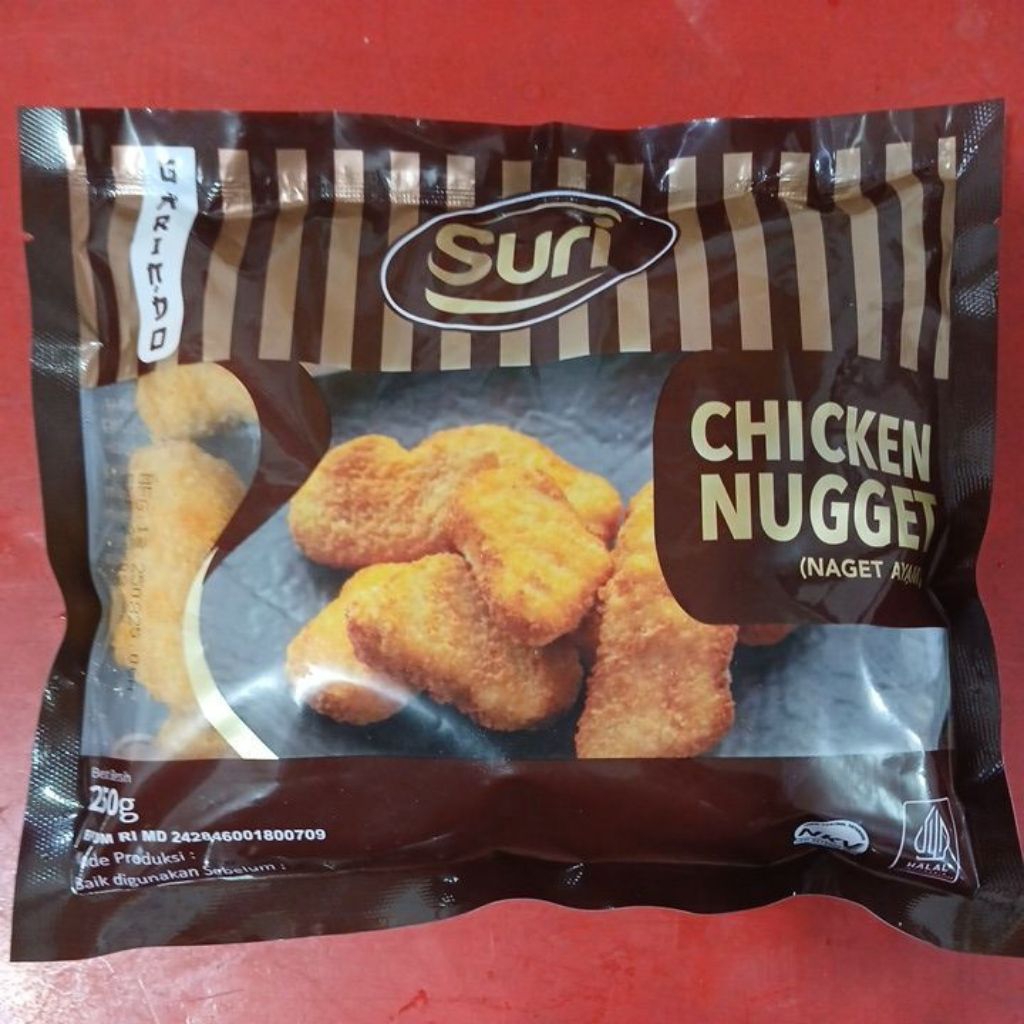 GARINDO
Suri
CHICKEN
NUGGET
(NAGET AYAM)
Berat Bersih
250g
BPOM RI MD 242846001800709
Kode Produksi :
Baik digunakan Sebelum :
NKV
HALAL